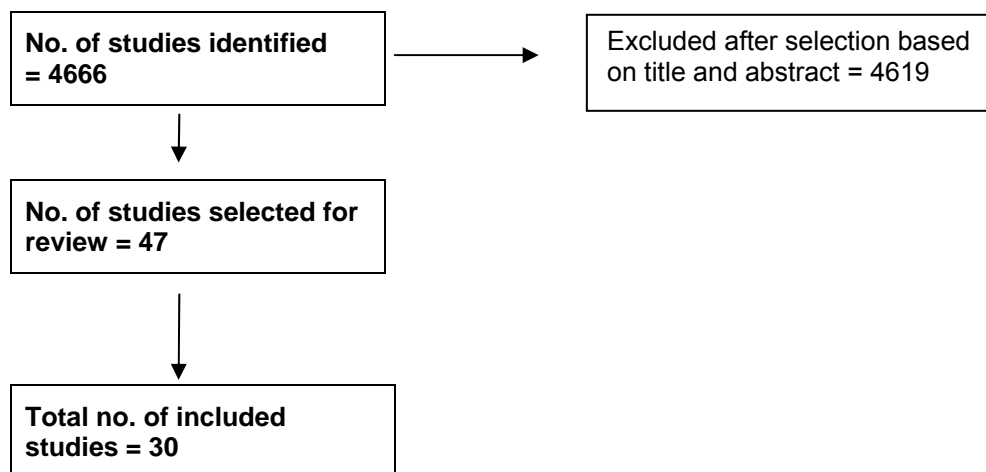 No. of studies identified
= 4666
Excluded after selection based
on title and abstract = 4619
No. of studies selected for
review = 47
Total no. of included
studies = 30